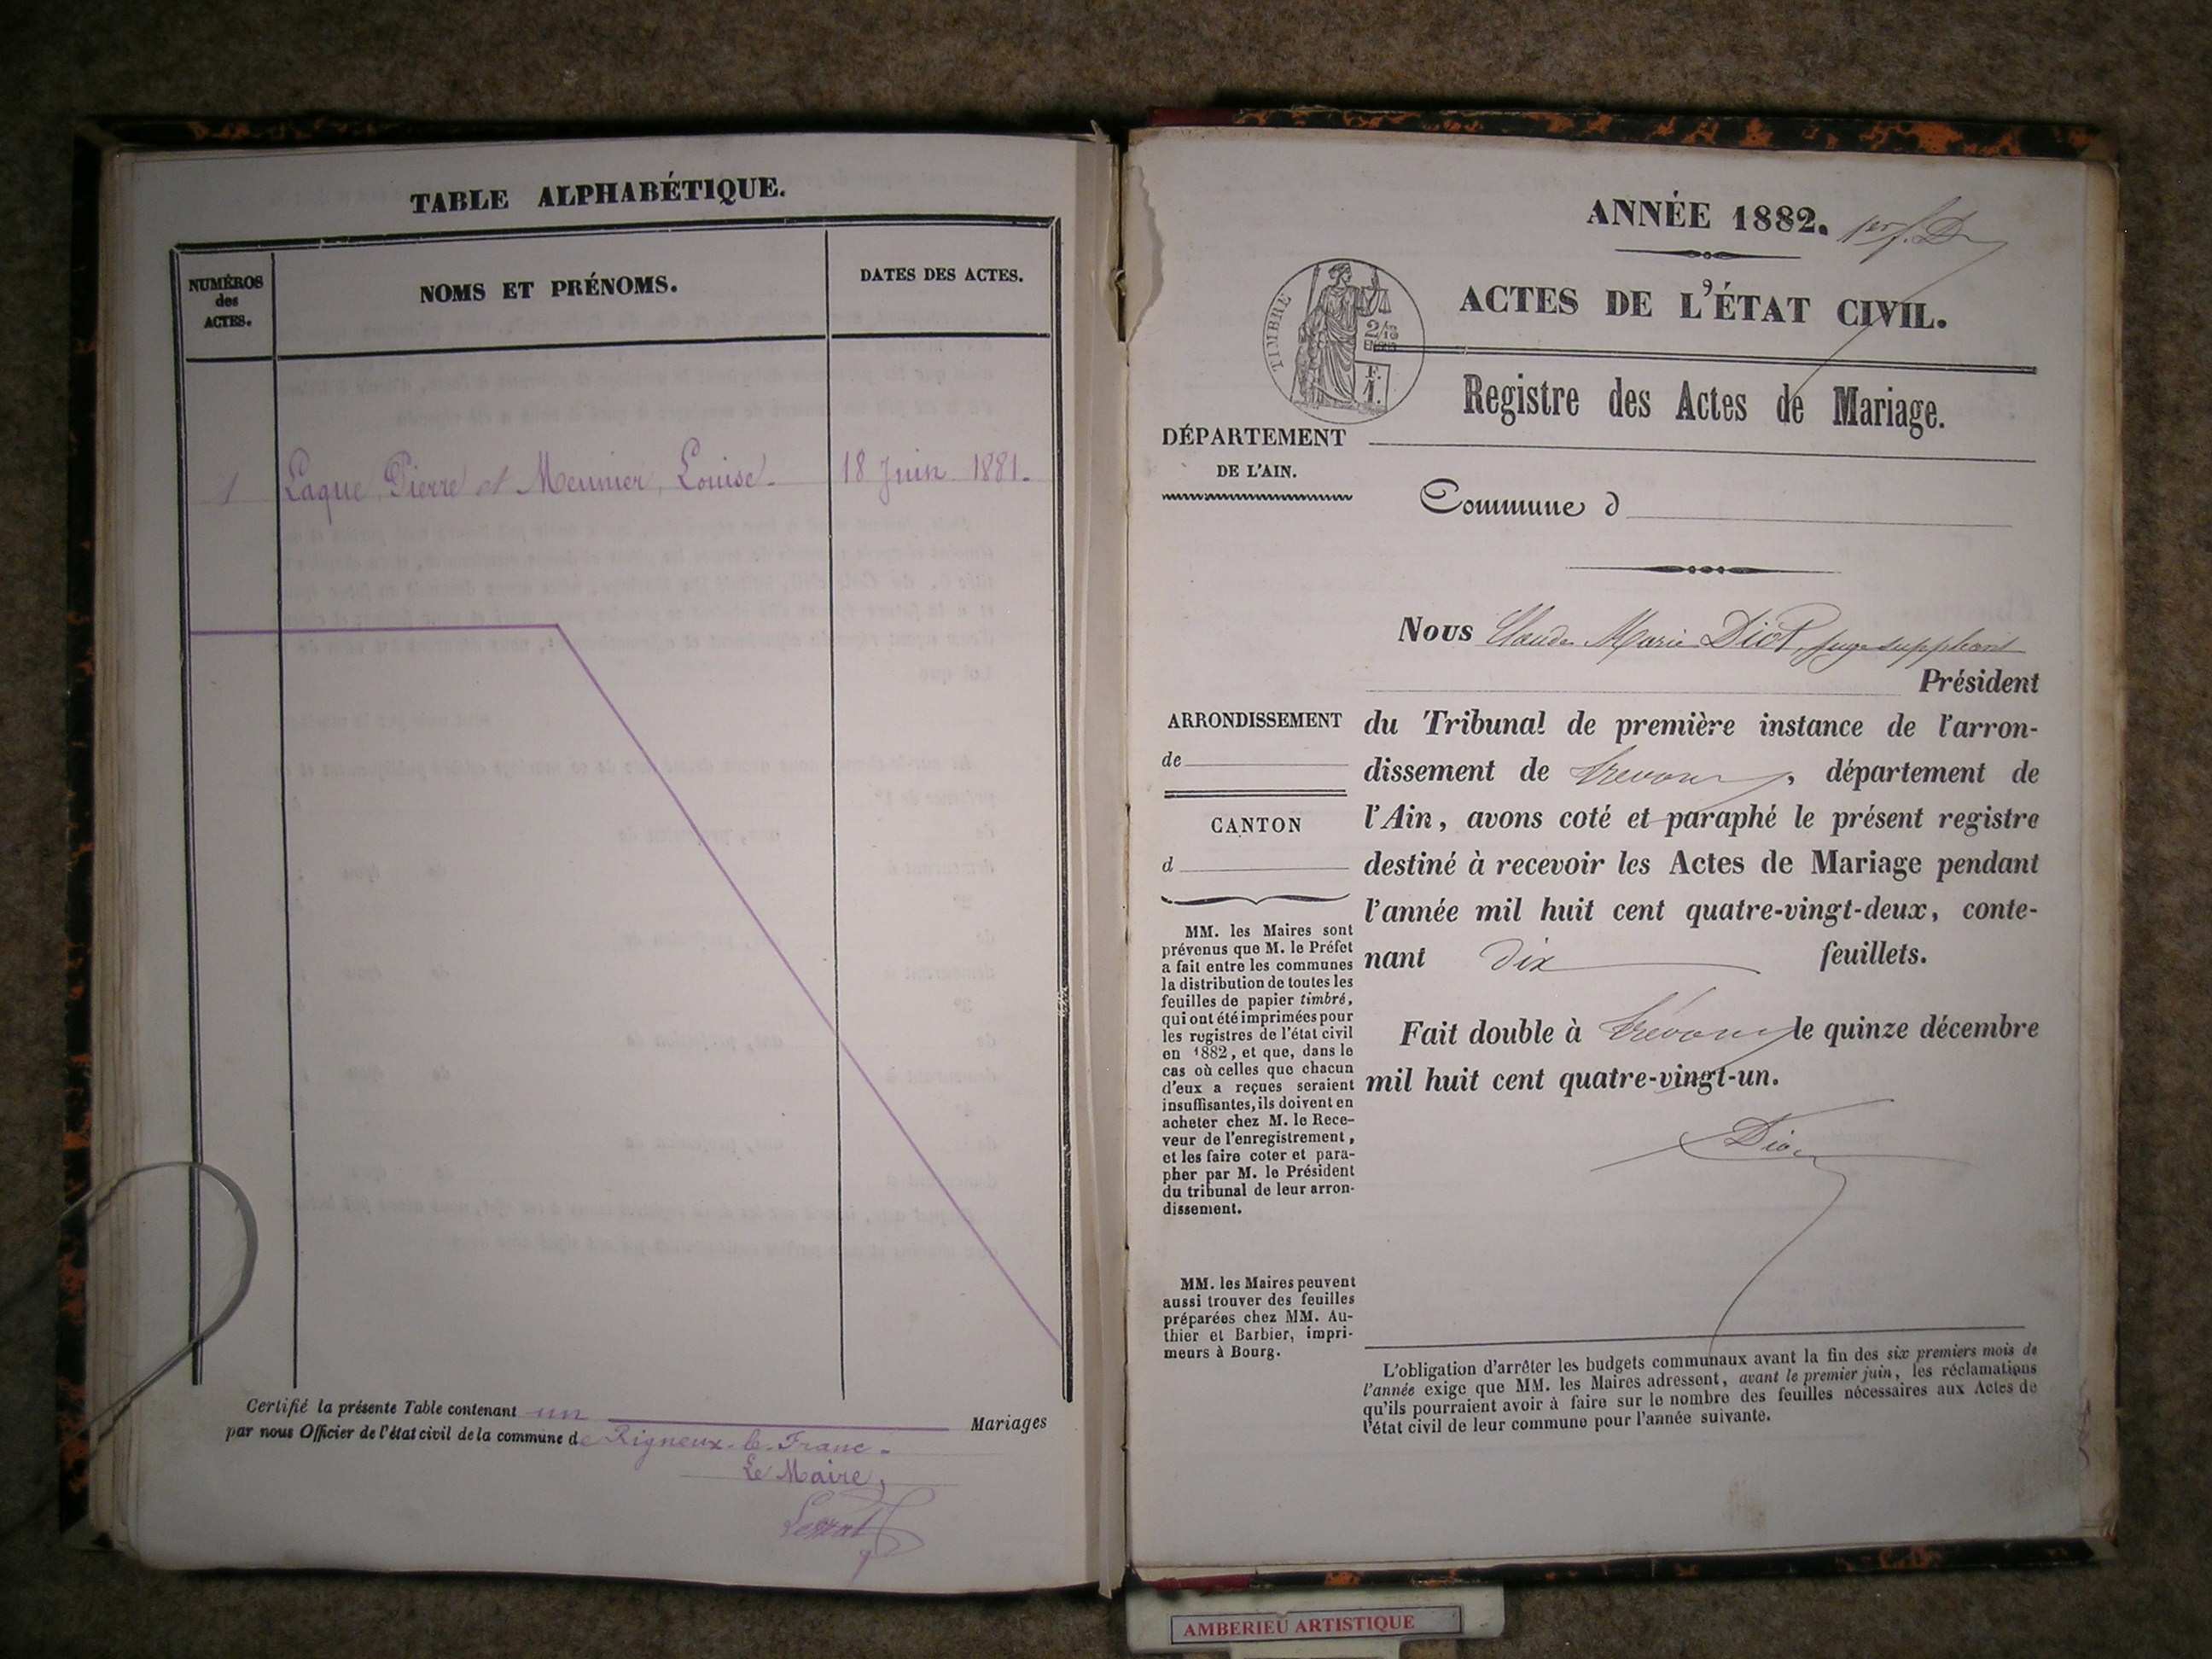 TABLE ALPHABÉTIQUE.
NUMÉROS
des
ACTES.
NOMS ET PRÉNOMS.
DATES DES ACTES.
1 Laque, Pierre et Meunier, Louise. 18 Juin 1881.
Certifié la présente Table contenant un Mariages
par nous Officier de l'état civil de la commune de Rigneux-le-Franc.
Le Maire,
ANNÉE 1882. 1er f.
ACTES DE L'ÉTAT CIVIL.
TIMBRE
2/10
EN SUS
F.
1.
Registre des Actes de Mariage.
DÉPARTEMENT
DE L'AIN.
Commune d
Nous Claude Marie Diot, juge suppléant
Président
ARRONDISSEMENT
de
CANTON
d
du Tribunal de première instance de l'arron-
dissement de Trévoux, département de
l'Ain, avons coté et paraphé le présent registre
destiné à recevoir les Actes de Mariage pendant
l'année mil huit cent quatre-vingt-deux, conte-
nant Dix feuillets.
Fait double à Trévoux le quinze décembre
mil huit cent quatre-vingt-un.
MM. les Maires sont
prévenus que M. le Préfet
a fait entre les communes
la distribution de toutes les
feuilles de papier timbré,
qui ont été imprimées pour
les registres de l'état civil
en 1882, et que, dans le
cas où celles que chacun
d'eux a reçues seraient
insuffisantes, ils doivent en
acheter chez M. le Rece-
veur de l'enregistrement,
et les faire coter et para-
pher par M. le Président
du tribunal de leur arron-
dissement.
MM. les Maires peuvent
aussi trouver des feuilles
préparées chez MM. Au-
thier et Barbier, impri-
meurs à Bourg.
L'obligation d'arrêter les budgets communaux avant la fin des six premiers mois de
l'année exige que MM. les Maires adressent, avant le premier juin, les réclamations
qu'ils pourraient avoir à faire sur le nombre des feuilles nécessaires aux Actes de
l'état civil de leur commune pour l'année suivante.
AMBERIEU ARTISTIQUE